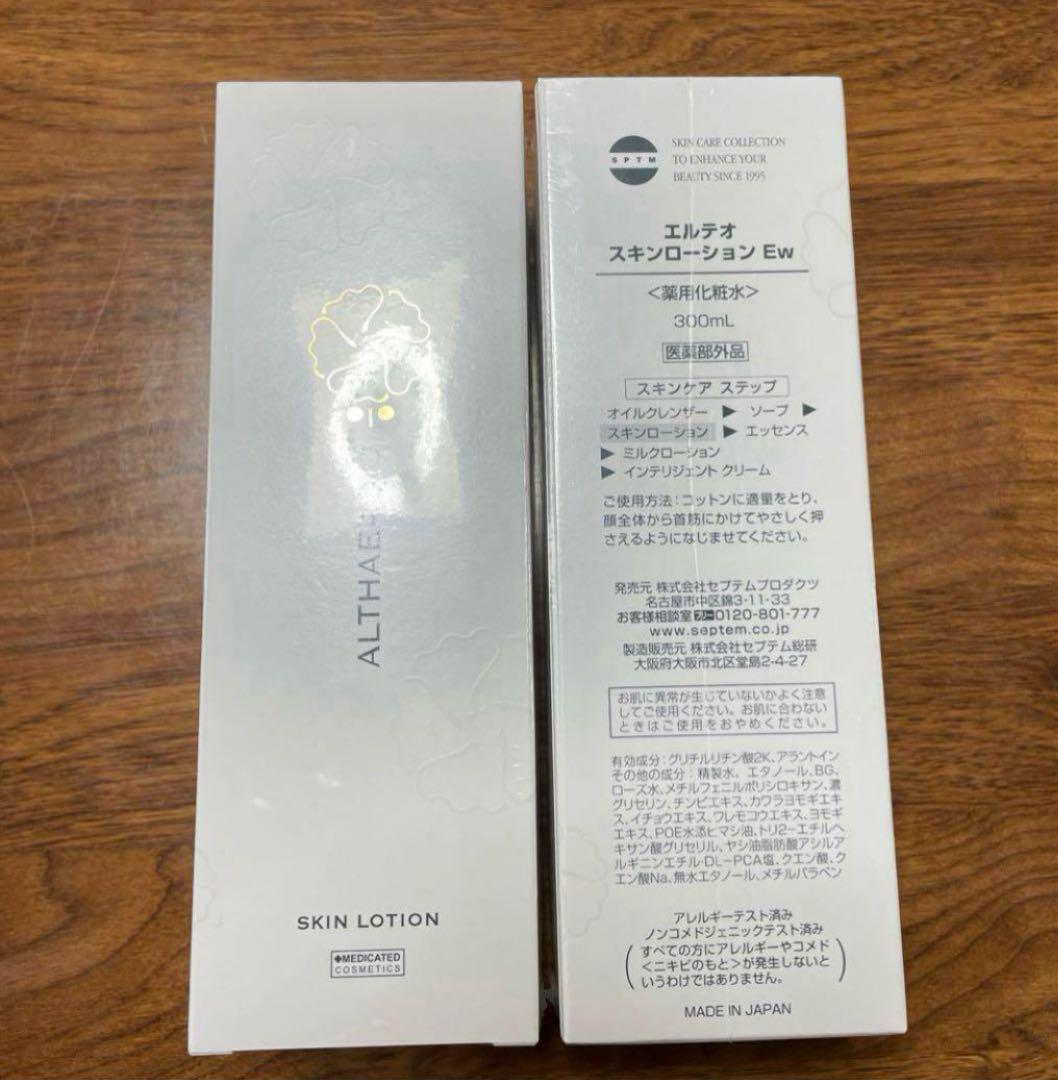 ALTHAE
SKIN LOTION
MEDICATED
COSMETICS
SPTM
SKIN CARE COLLECTION
TO ENHANCE YOUR
BEAUTY SINCE 1995
エルテオ
スキンローション Ew
<薬用化粧水>
300mL
医薬部外品
スキンケア ステップ
オイルクレンザー ▶ ソープ ▶
スキンローション ▶ エッセンス
▶ ミルクローション
▶ インテリジェント クリーム
ご使用方法:コットンに適量をとり、
顔全体から首筋にかけてやさしく押
さえるようになじませてください。
発売元 株式会社セプテムプロダクツ
名古屋市中区錦3-11-33
お客様相談室 フリー 0120-801-777
www.septem.co.jp
製造販売元 株式会社セプテム総研
大阪府大阪市北区堂島2-4-27
お肌に異常が生じていないかよく注意
してご使用ください。お肌に合わない
ときはご使用をおやめください。
有効成分:グリチルリチン酸2K、アラントイン
その他の成分:精製水、エタノール、BG、
ローズ水、メチルフェニルポリシロキサン、濃
グリセリン、チンピエキス、カワラヨモギエキ
ス、イチョウエキス、ワレモコウエキス、ヨモギ
エキス、POE水添ヒマシ油、トリ2-エチルヘ
キサン酸グリセリル、ヤシ油脂肪酸アシルア
ルギニンエチル・DL-PCA塩、クエン酸、ク
エン酸Na、無水エタノール、メチルパラベン
アレルギーテスト済み
ノンコメドジェニックテスト済み
(すべての方にアレルギーやコメド
<ニキビのもと>が発生しないと
いうわけではありません。)
MADE IN JAPAN